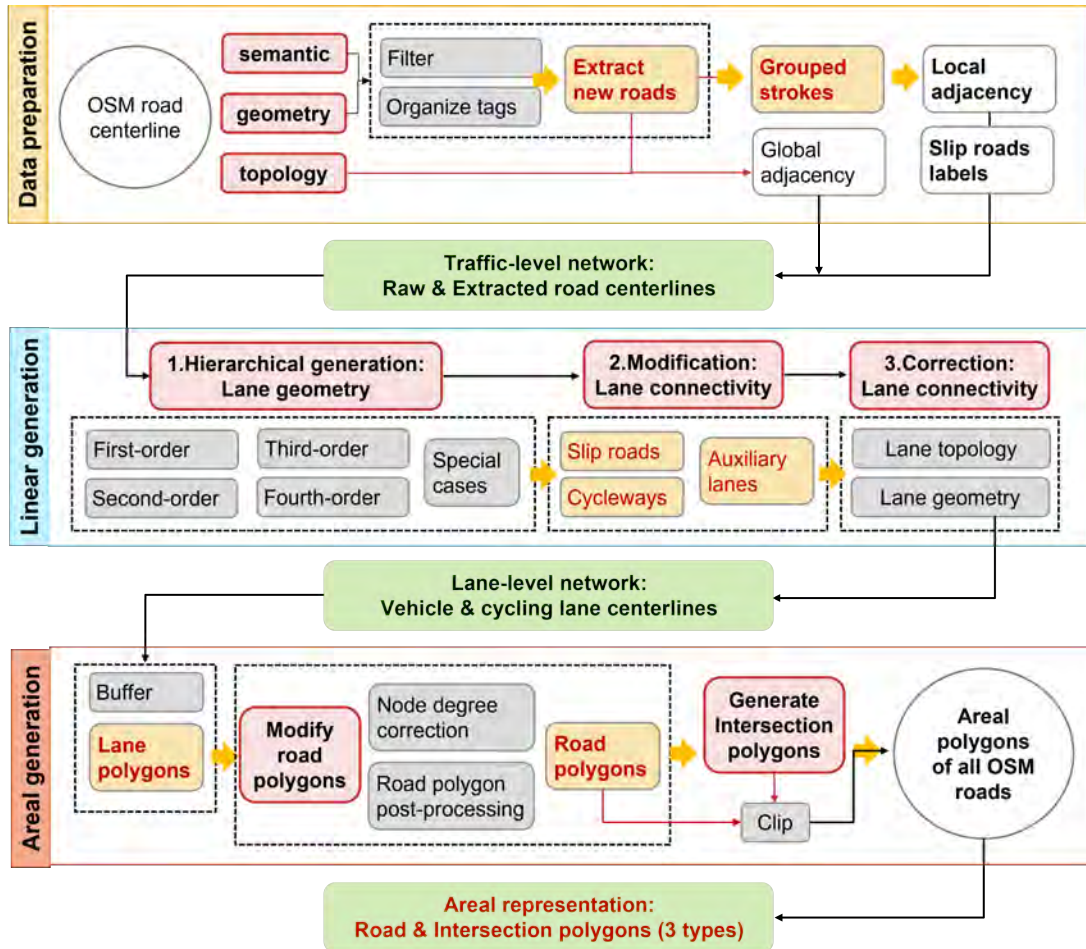 Data preparation
OSM road
centerline
semantic
geometry
topology
Filter
Organize tags
Extract
new roads
Grouped
strokes
Local
adjacency
Global
adjacency
Slip roads
labels
Traffic-level network:
Raw & Extracted road centerlines
Linear generation
1.Hierarchical generation:
Lane geometry
2.Modification:
Lane connectivity
3.Correction:
Lane connectivity
First-order
Second-order
Third-order
Fourth-order
Special
cases
Slip roads
Cycleways
Auxiliary
lanes
Lane topology
Lane geometry
Lane-level network:
Vehicle & cycling lane centerlines
Areal generation
Buffer
Lane
polygons
Modify
road
polygons
Node degree
correction
Road polygon
post-processing
Road
polygons
Generate
Intersection
polygons
Clip
Areal
polygons
of all OSM
roads
Areal representation:
Road & Intersection polygons (3 types)